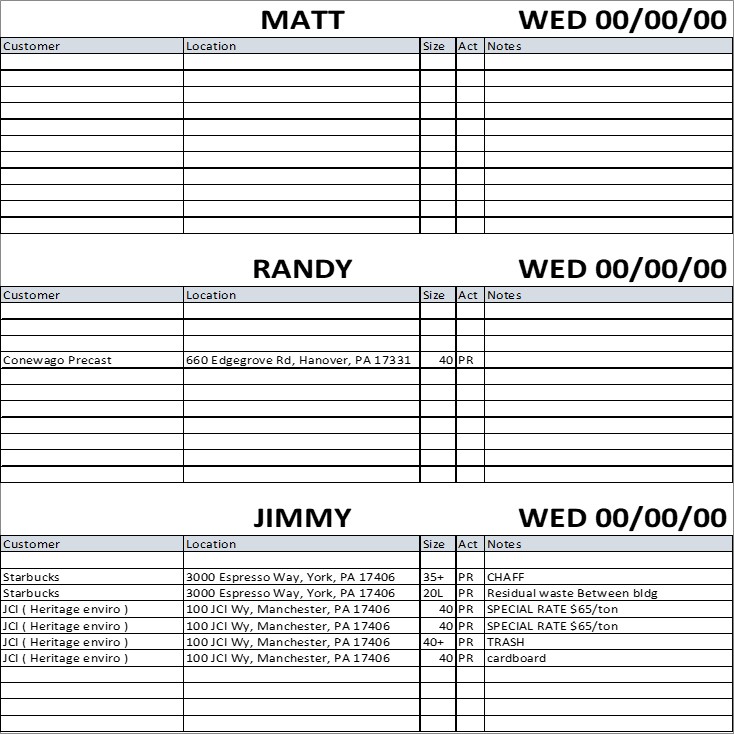 MATT WED 00/00/00
Customer Location Size Act Notes
RANDY WED 00/00/00
Customer Location Size Act Notes
Conewago Precast 660 Edgegrove Rd, Hanover, PA 17331 40 PR
JIMMY WED 00/00/00
Customer Location Size Act Notes
Starbucks 3000 Espresso Way, York, PA 17406 35+ PR CHAFF
Starbucks 3000 Espresso Way, York, PA 17406 20L PR Residual waste Between bldg
JCI ( Heritage enviro ) 100 JCI Wy, Manchester, PA 17406 40 PR SPECIAL RATE $65/ton
JCI ( Heritage enviro ) 100 JCI Wy, Manchester, PA 17406 40 PR SPECIAL RATE $65/ton
JCI ( Heritage enviro ) 100 JCI Wy, Manchester, PA 17406 40+ PR TRASH
JCI ( Heritage enviro ) 100 JCI Wy, Manchester, PA 17406 40 PR cardboard